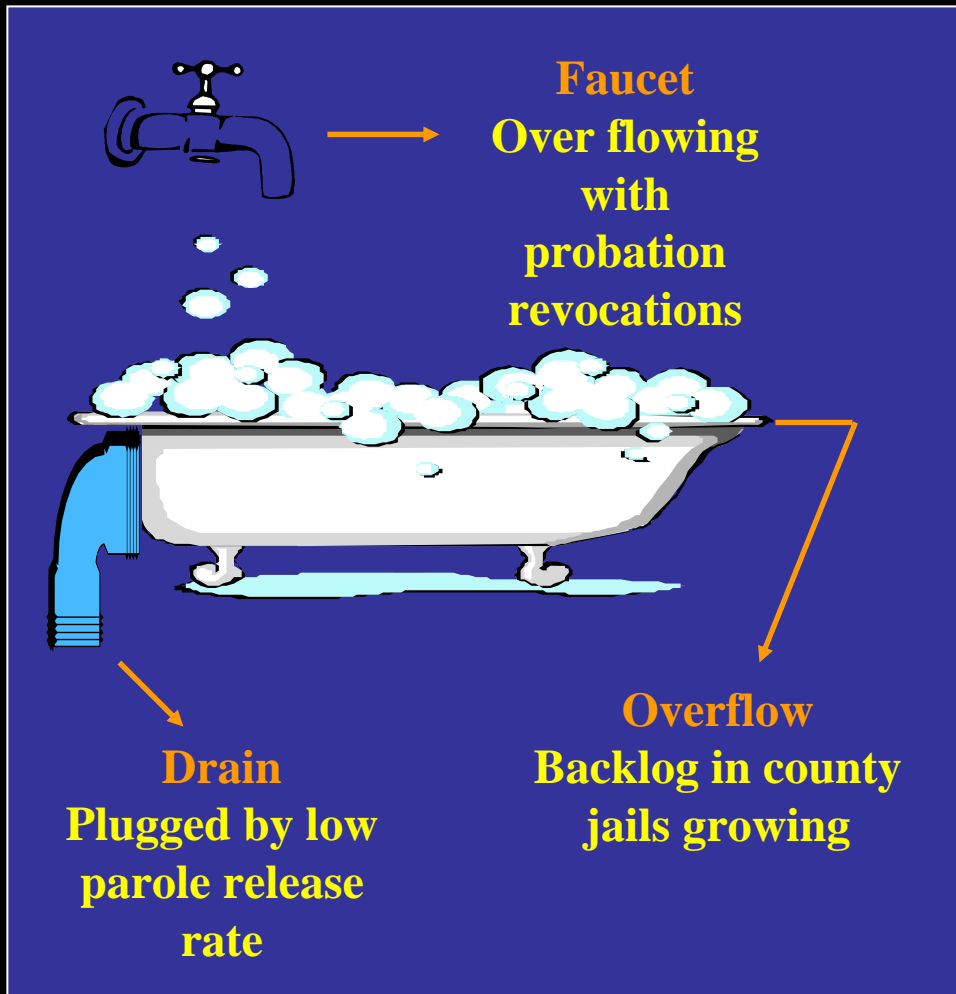 Faucet
Over flowing
with
probation
revocations
Overflow
Backlog in county
jails growing
Drain
Plugged by low
parole release
rate